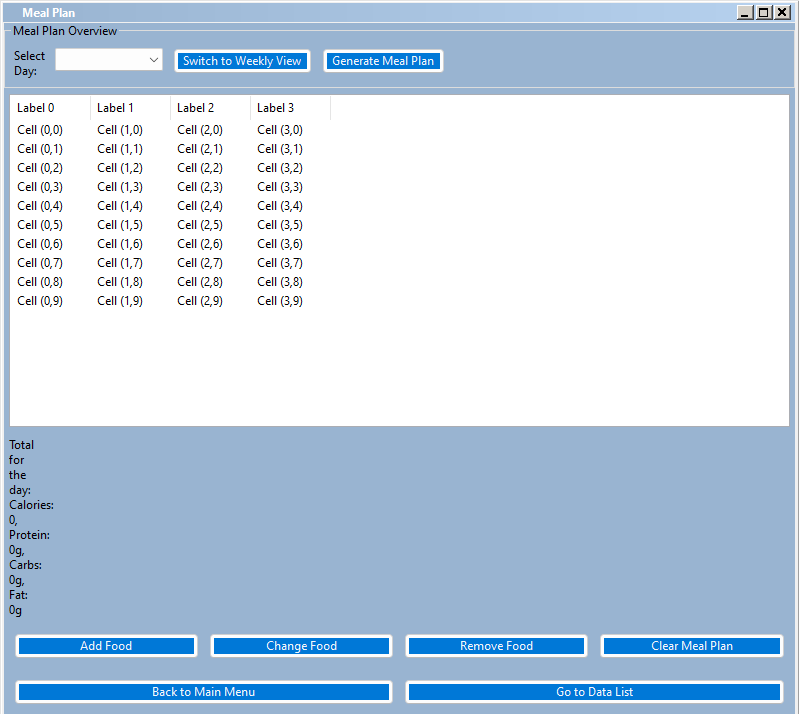 Meal Plan
Meal Plan Overview
Select
Day:
Switch to Weekly View
Generate Meal Plan
Label 0 Label 1 Label 2 Label 3
Cell (0,0) Cell (1,0) Cell (2,0) Cell (3,0)
Cell (0,1) Cell (1,1) Cell (2,1) Cell (3,1)
Cell (0,2) Cell (1,2) Cell (2,2) Cell (3,2)
Cell (0,3) Cell (1,3) Cell (2,3) Cell (3,3)
Cell (0,4) Cell (1,4) Cell (2,4) Cell (3,4)
Cell (0,5) Cell (1,5) Cell (2,5) Cell (3,5)
Cell (0,6) Cell (1,6) Cell (2,6) Cell (3,6)
Cell (0,7) Cell (1,7) Cell (2,7) Cell (3,7)
Cell (0,8) Cell (1,8) Cell (2,8) Cell (3,8)
Cell (0,9) Cell (1,9) Cell (2,9) Cell (3,9)
Total
for
the
day:
Calories:
0,
Protein:
0g,
Carbs:
0g,
Fat:
0g
Add Food Change Food Remove Food Clear Meal Plan
Back to Main Menu Go to Data List